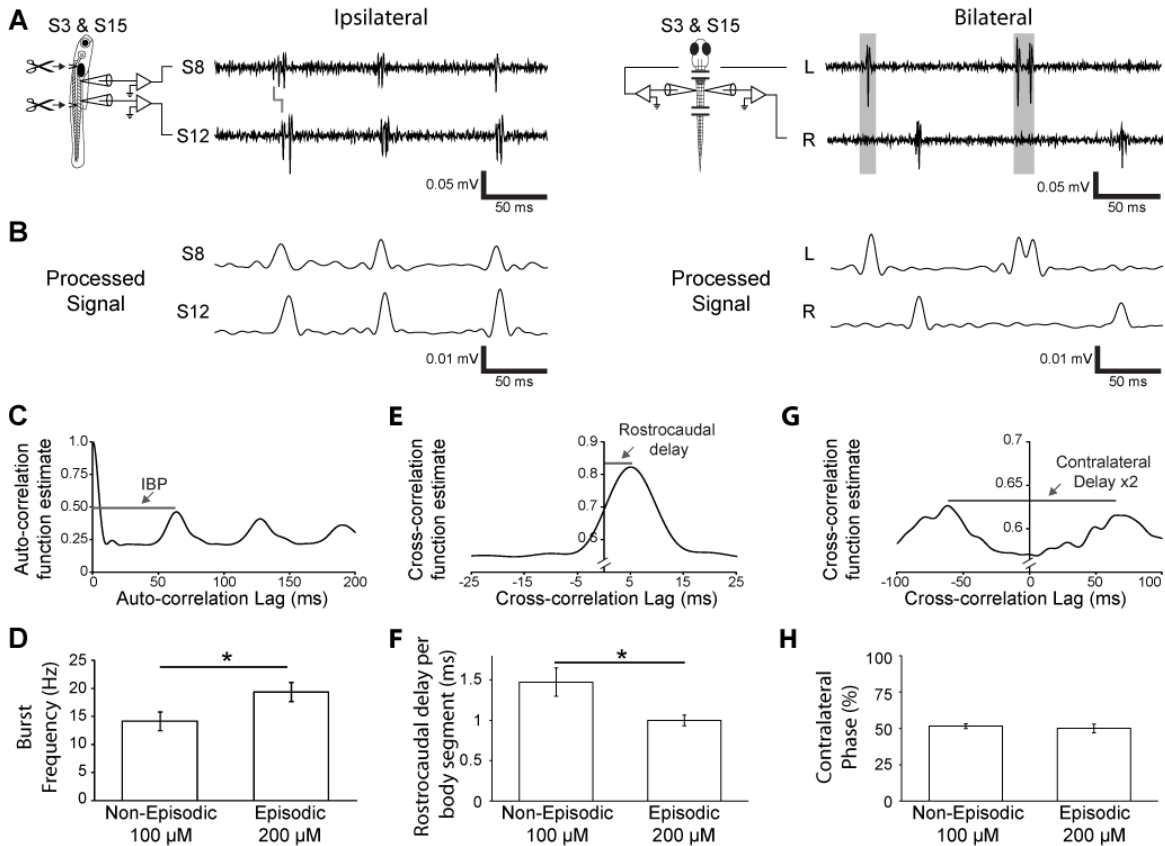 A
S3 & S15
Ipsilateral
S8
S12
0.05 mV
50 ms
S3 & S15
Bilateral
L
R
0.05 mV
50 ms
B
Processed
Signal
S8
S12
0.01 mV
50 ms
Processed
Signal
L
R
0.01 mV
50 ms
C
Auto-correlation
function estimate
1.0
0.75
0.50
0.25
0
50
100
150
200
IBP
Auto-correlation Lag (ms)
E
Cross-correlation
function estimate
0.9
0.8
0.7
0.6
-25
-15
-5
5
15
25
Rostrocaudal
delay
Cross-correlation Lag (ms)
G
Cross-correlation
function estimate
0.7
0.65
0.6
-100
-50
0
50
100
Contralateral
Delay x2
Cross-correlation Lag (ms)
D
Burst
Frequency (Hz)
25
20
15
10
5
0
*
Non-Episodic
100 µM
Episodic
200 µM
F
Rostrocaudal delay per
body segment (ms)
1.5
1
0.5
0
*
Non-Episodic
100 µM
Episodic
200 µM
H
Contralateral
Phase (%)
100
75
50
25
0
Non-Episodic
100 µM
Episodic
200 µM